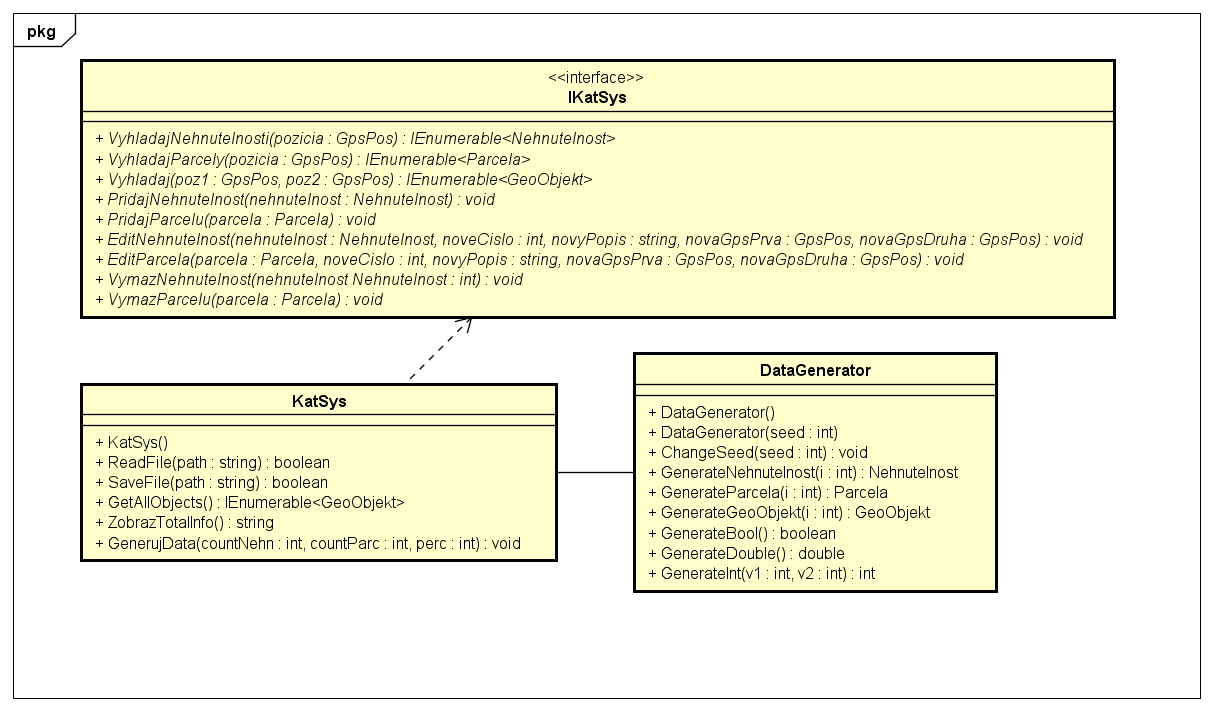 pkg
<<interface>>
IKatSys
+ VyhladajNehnutelnosti(pozicia : GpsPos) : IEnumerable<Nehnutelnost>
+ VyhladajParcely(pozicia : GpsPos) : IEnumerable<Parcela>
+ Vyhladaj(poz1 : GpsPos, poz2 : GpsPos) : IEnumerable<GeoObjekt>
+ PridajNehnutelnost(nehnutelnost : Nehnutelnost) : void
+ PridajParcelu(parcela : Parcela) : void
+ EditNehnutelnost(nehnutelnost : Nehnutelnost, noveCislo : int, novyPopis : string, novaGpsPrva : GpsPos, novaGpsDruha : GpsPos) : void
+ EditParcela(parcela : Parcela, noveCislo : int, novyPopis : string, novaGpsPrva : GpsPos, novaGpsDruha : GpsPos) : void
+ VymazNehnutelnost(nehnutelnost Nehnutelnost : int) : void
+ VymazParcelu(parcela : Parcela) : void
KatSys
+ KatSys()
+ ReadFile(path : string) : boolean
+ SaveFile(path : string) : boolean
+ GetAllObjects() : IEnumerable<GeoObjekt>
+ ZobrazTotalInfo() : string
+ GenerujData(countNehn : int, countParc : int, perc : int) : void
DataGenerator
+ DataGenerator()
+ DataGenerator(seed : int)
+ ChangeSeed(seed : int) : void
+ GenerateNehnutelnost(i : int) : Nehnutelnost
+ GenerateParcela(i : int) : Parcela
+ GenerateGeoObjekt(i : int) : GeoObjekt
+ GenerateBool() : boolean
+ GenerateDouble() : double
+ GenerateInt(v1 : int, v2 : int) : int